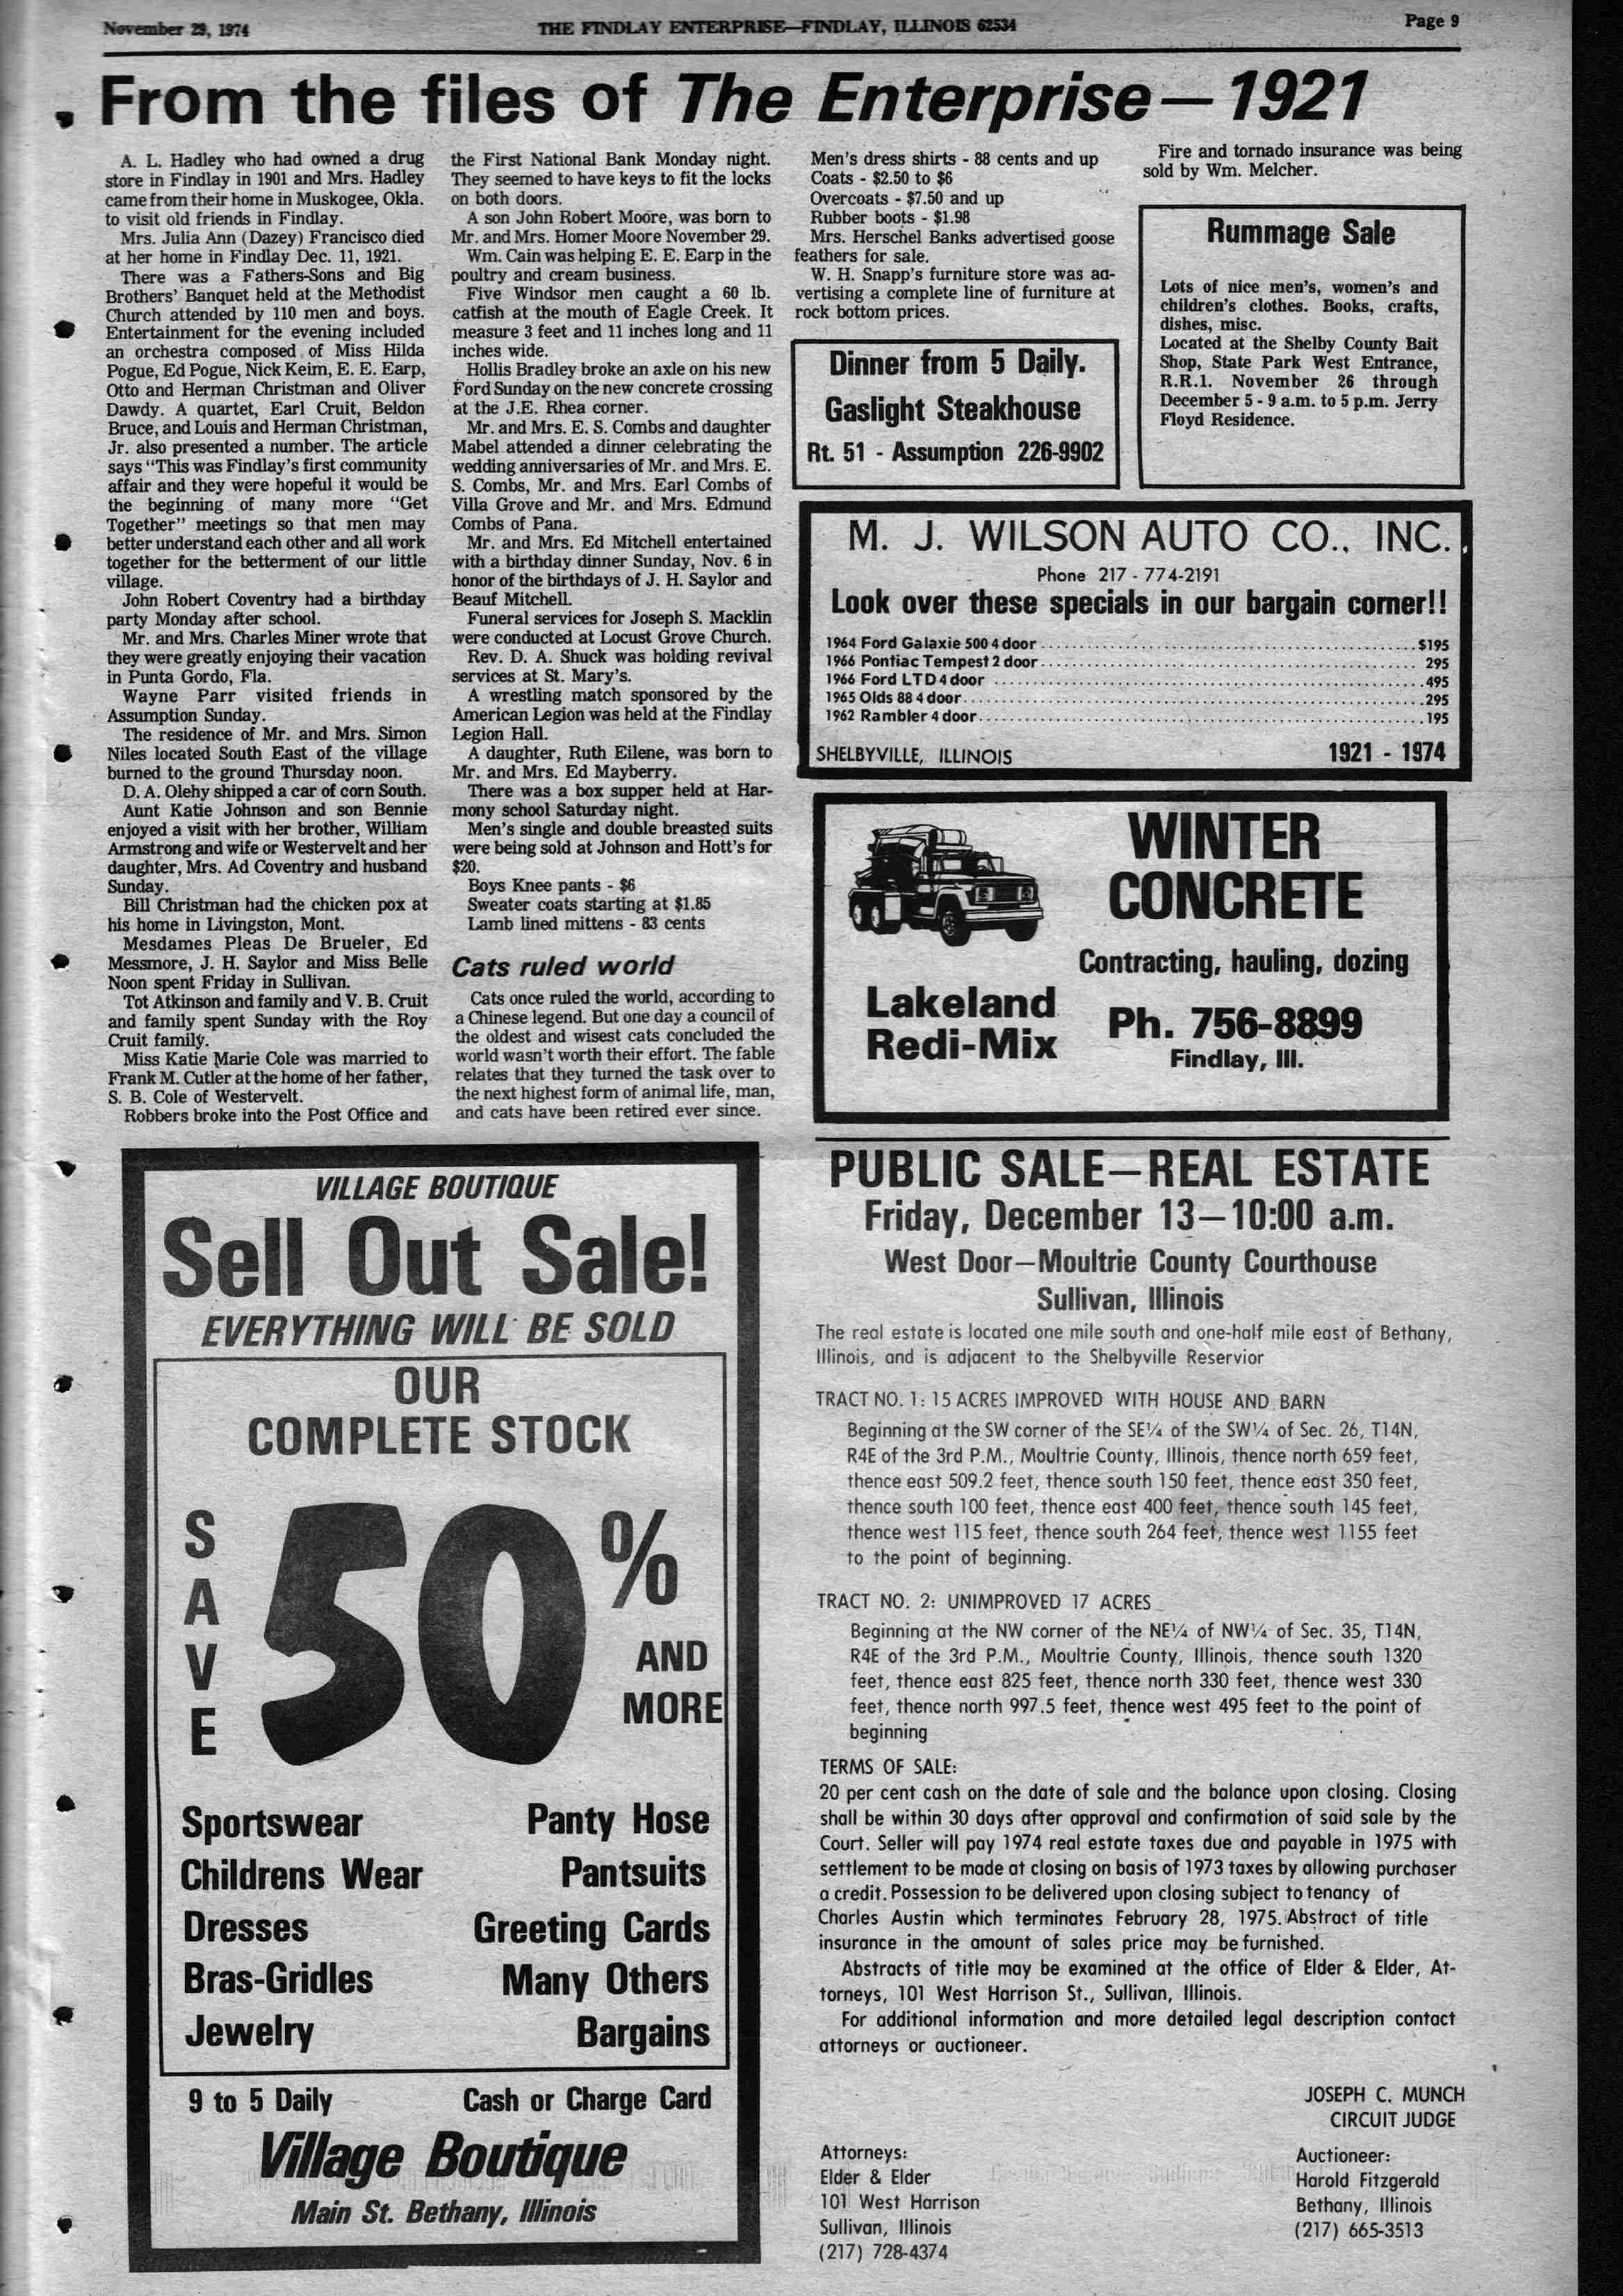 November 29, 1974
THE FINDLAY ENTERPRISE—FINDLAY, ILLINOIS 62534
Page 9
From the files of The Enterprise—1921
A. L. Hadley who had owned a drug
store in Findlay in 1901 and Mrs. Hadley
came from their home in Muskogee, Okla.
to visit old friends in Findlay.
Mrs. Julia Ann (Dazey) Francisco died
at her home in Findlay Dec. 11, 1921.
There was a Fathers-Sons and Big
Brothers' Banquet held at the Methodist
Church attended by 110 men and boys.
Entertainment for the evening included
an orchestra composed of Miss Hilda
Pogue, Ed Pogue, Nick Keim, E. E. Earp,
Otto and Herman Christman and Oliver
Dawdy. A quartet, Earl Cruit, Beldon
Bruce, and Louis and Herman Christman,
Jr. also presented a number. The article
says "This was Findlay's first community
affair and they were hopeful it would be
the beginning of many more "Get
Together" meetings so that men may
better understand each other and all work
together for the betterment of our little
village.
John Robert Coventry had a birthday
party Monday after school.
Mr. and Mrs. Charles Miner wrote that
they were greatly enjoying their vacation
in Punta Gordo, Fla.
Wayne Parr visited friends in
Assumption Sunday.
The residence of Mr. and Mrs. Simon
Niles located South East of the village
burned to the ground Thursday noon.
D. A. Olehy shipped a car of corn South.
Aunt Katie Johnson and son Bennie
enjoyed a visit with her brother, William
Armstrong and wife or Westervelt and her
daughter, Mrs. Ad Coventry and husband
Sunday.
Bill Christman had the chicken pox at
his home in Livingston, Mont.
Mesdames Pleas De Brueler, Ed
Messmore, J. H. Saylor and Miss Belle
Noon spent Friday in Sullivan.
Tot Atkinson and family and V. B. Cruit
and family spent Sunday with the Roy
Cruit family.
Miss Katie Marie Cole was married to
Frank M. Cutler at the home of her father,
S. B. Cole of Westervelt.
Robbers broke into the Post Office and
the First National Bank Monday night.
They seemed to have keys to fit the locks
on both doors.
A son John Robert Moore, was born to
Mr. and Mrs. Homer Moore November 29.
Wm. Cain was helping E. E. Earp in the
poultry and cream business.
Five Windsor men caught a 60 lb.
catfish at the mouth of Eagle Creek. It
measure 3 feet and 11 inches long and 11
inches wide.
Hollis Bradley broke an axle on his new
Ford Sunday on the new concrete crossing
at the J.E. Rhea corner.
Mr. and Mrs. E. S. Combs and daughter
Mabel attended a dinner celebrating the
wedding anniversaries of Mr. and Mrs. E.
S. Combs, Mr. and Mrs. Earl Combs of
Villa Grove and Mr. and Mrs. Edmund
Combs of Pana.
Mr. and Mrs. Ed Mitchell entertained
with a birthday dinner Sunday, Nov. 6 in
honor of the birthdays of J. H. Saylor and
Beauf Mitchell.
Funeral services for Joseph S. Macklin
were conducted at Locust Grove Church.
Rev. D. A. Shuck was holding revival
services at St. Mary's.
A wrestling match sponsored by the
American Legion was held at the Findlay
Legion Hall.
A daughter, Ruth Eilene, was born to
Mr. and Mrs. Ed Mayberry.
There was a box supper held at Har-
mony school Saturday night.
Men's single and double breasted suits
were being sold at Johnson and Hott's for
$20.
Boys Knee pants - $6
Sweater coats starting at $1.85
Lamb lined mittens - 83 cents
Cats ruled world
Cats once ruled the world, according to
a Chinese legend. But one day a council of
the oldest and wisest cats concluded the
world wasn't worth their effort. The fable
relates that they turned the task over to
the next highest form of animal life, man,
and cats have been retired ever since.
Men's dress shirts - 88 cents and up
Coats - $2.50 to $6
Overcoats - $7.50 and up
Rubber boots - $1.98
Mrs. Herschel Banks advertised goose
feathers for sale.
W. H. Snapp's furniture store was ad-
vertising a complete line of furniture at
rock bottom prices.
Fire and tornado insurance was being
sold by Wm. Melcher.
Dinner from 5 Daily.
Gaslight Steakhouse
Rt. 51 - Assumption 226-9902
Rummage Sale
Lots of nice men's, women's and
children's clothes. Books, crafts,
dishes, misc.
Located at the Shelby County Bait
Shop, State Park West Entrance,
R.R.1. November 26 through
December 5 - 9 a.m. to 5 p.m. Jerry
Floyd Residence.
M. J. WILSON AUTO CO., INC.
Phone 217 - 774-2191
Look over these specials in our bargain corner!!
1964 Ford Galaxie 500 4 door ........ $195
1966 Pontiac Tempest 2 door ........ 295
1966 Ford LTD 4 door ........ 495
1965 Olds 88 4 door ........ 295
1962 Rambler 4 door ........ 195
SHELBYVILLE, ILLINOIS
1921 - 1974
WINTER
CONCRETE
Contracting, hauling, dozing
Lakeland
Redi-Mix
Ph. 756-8899
Findlay, Ill.
VILLAGE BOUTIQUE
Sell Out Sale!
EVERYTHING WILL BE SOLD
OUR
COMPLETE STOCK
SAVE
50%
AND
MORE
Sportswear
Panty Hose
Childrens Wear
Pantsuits
Dresses
Greeting Cards
Bras-Gridles
Many Others
Jewelry
Bargains
9 to 5 Daily
Cash or Charge Card
Village Boutique
Main St. Bethany, Illinois
PUBLIC SALE—REAL ESTATE
Friday, December 13—10:00 a.m.
West Door—Moultrie County Courthouse
Sullivan, Illinois
The real estate is located one mile south and one-half mile east of Bethany,
Illinois, and is adjacent to the Shelbyville Reservior
TRACT NO. 1: 15 ACRES IMPROVED WITH HOUSE AND BARN
Beginning at the SW corner of the SE¼ of the SW¼ of Sec. 26, T14N,
R4E of the 3rd P.M., Moultrie County, Illinois, thence north 659 feet,
thence east 509.2 feet, thence south 150 feet, thence east 350 feet,
thence south 100 feet, thence east 400 feet, thence south 145 feet,
thence west 115 feet, thence south 264 feet, thence west 1155 feet
to the point of beginning.
TRACT NO. 2: UNIMPROVED 17 ACRES
Beginning at the NW corner of the NE¼ of NW¼ of Sec. 35, T14N,
R4E of the 3rd P.M., Moultrie County, Illinois, thence south 1320
feet, thence east 825 feet, thence north 330 feet, thence west 330
feet, thence north 997.5 feet, thence west 495 feet to the point of
beginning
TERMS OF SALE:
20 per cent cash on the date of sale and the balance upon closing. Closing
shall be within 30 days after approval and confirmation of said sale by the
Court. Seller will pay 1974 real estate taxes due and payable in 1975 with
settlement to be made at closing on basis of 1973 taxes by allowing purchaser
a credit. Possession to be delivered upon closing subject to tenancy of
Charles Austin which terminates February 28, 1975. Abstract of title
insurance in the amount of sales price may be furnished.
Abstracts of title may be examined at the office of Elder & Elder, At-
torneys, 101 West Harrison St., Sullivan, Illinois.
For additional information and more detailed legal description contact
attorneys or auctioneer.
JOSEPH C. MUNCH
CIRCUIT JUDGE
Attorneys:
Elder & Elder
101 West Harrison
Sullivan, Illinois
(217) 728-4374
Auctioneer:
Harold Fitzgerald
Bethany, Illinois
(217) 665-3513